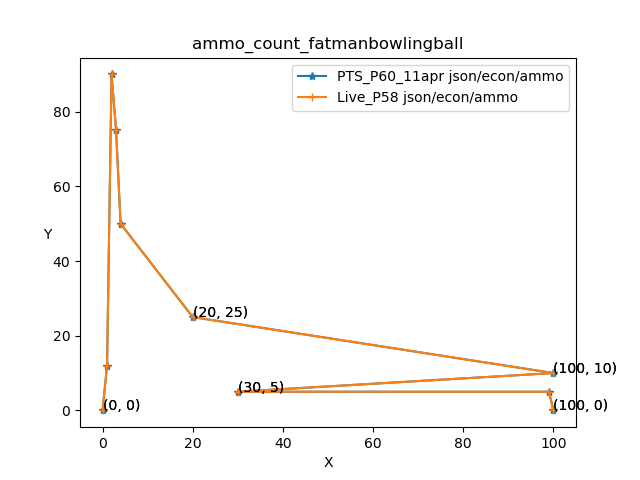 ammo_count_fatmanbowlingball
PTS_P60_11apr json/econ/ammo
Live_P58 json/econ/ammo
Y
80
60
40
20
0
(20, 25)
(100, 10)
(30, 5)
(0, 0)
(100, 0)
0 20 40 60 80 100
X